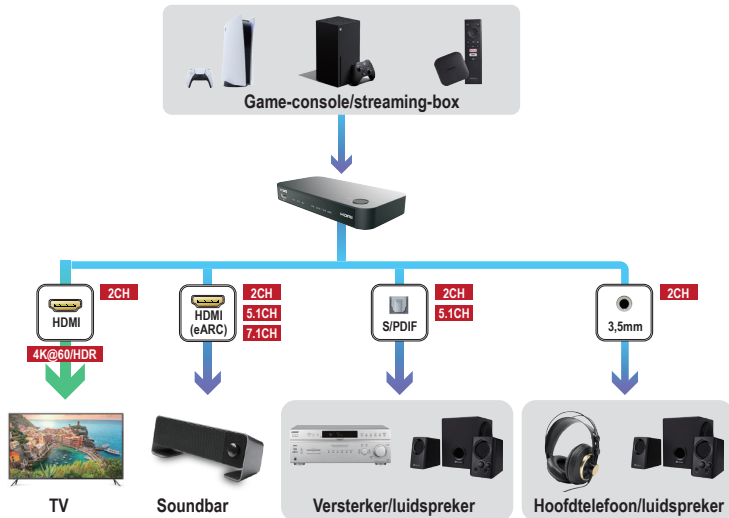 Game-console/streaming-box
HDMI
2CH
4K@60/HDR
HDMI
(eARC)
2CH
5.1CH
7.1CH
S/PDIF
2CH
5.1CH
3,5mm
2CH
TV
Soundbar
Versterker/luidspreker
Hoofdtelefoon/luidspreker